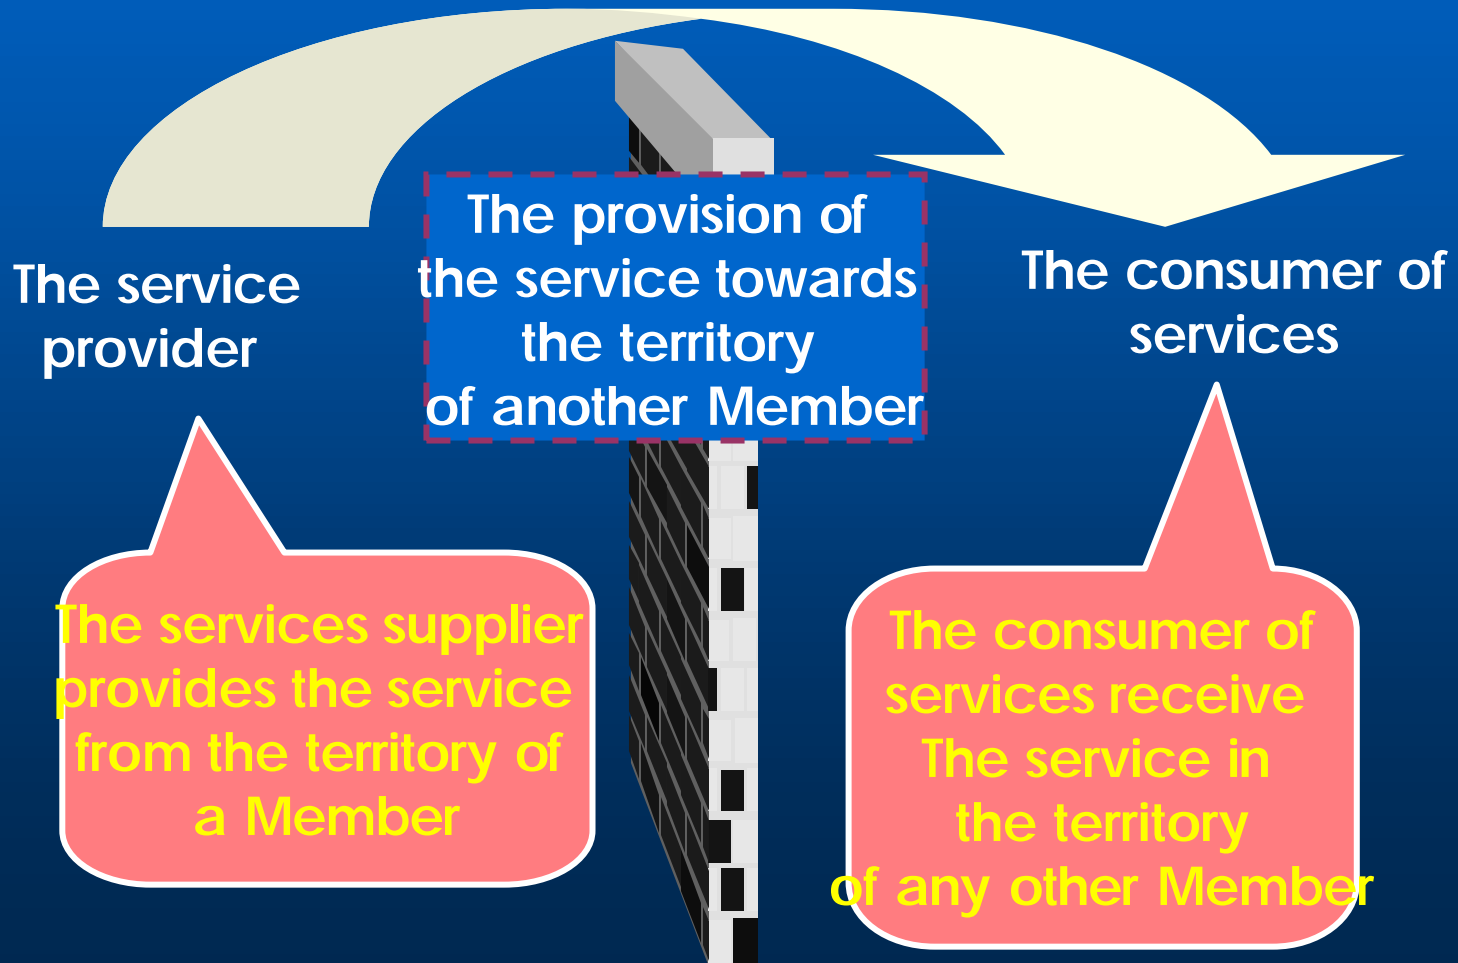 The provision of
the service towards
the territory
of another Member
The service
provider
The consumer of
services
The services supplier
provides the service
from the territory of
a Member
The consumer of
services receive
The service in
the territory
of any other Member